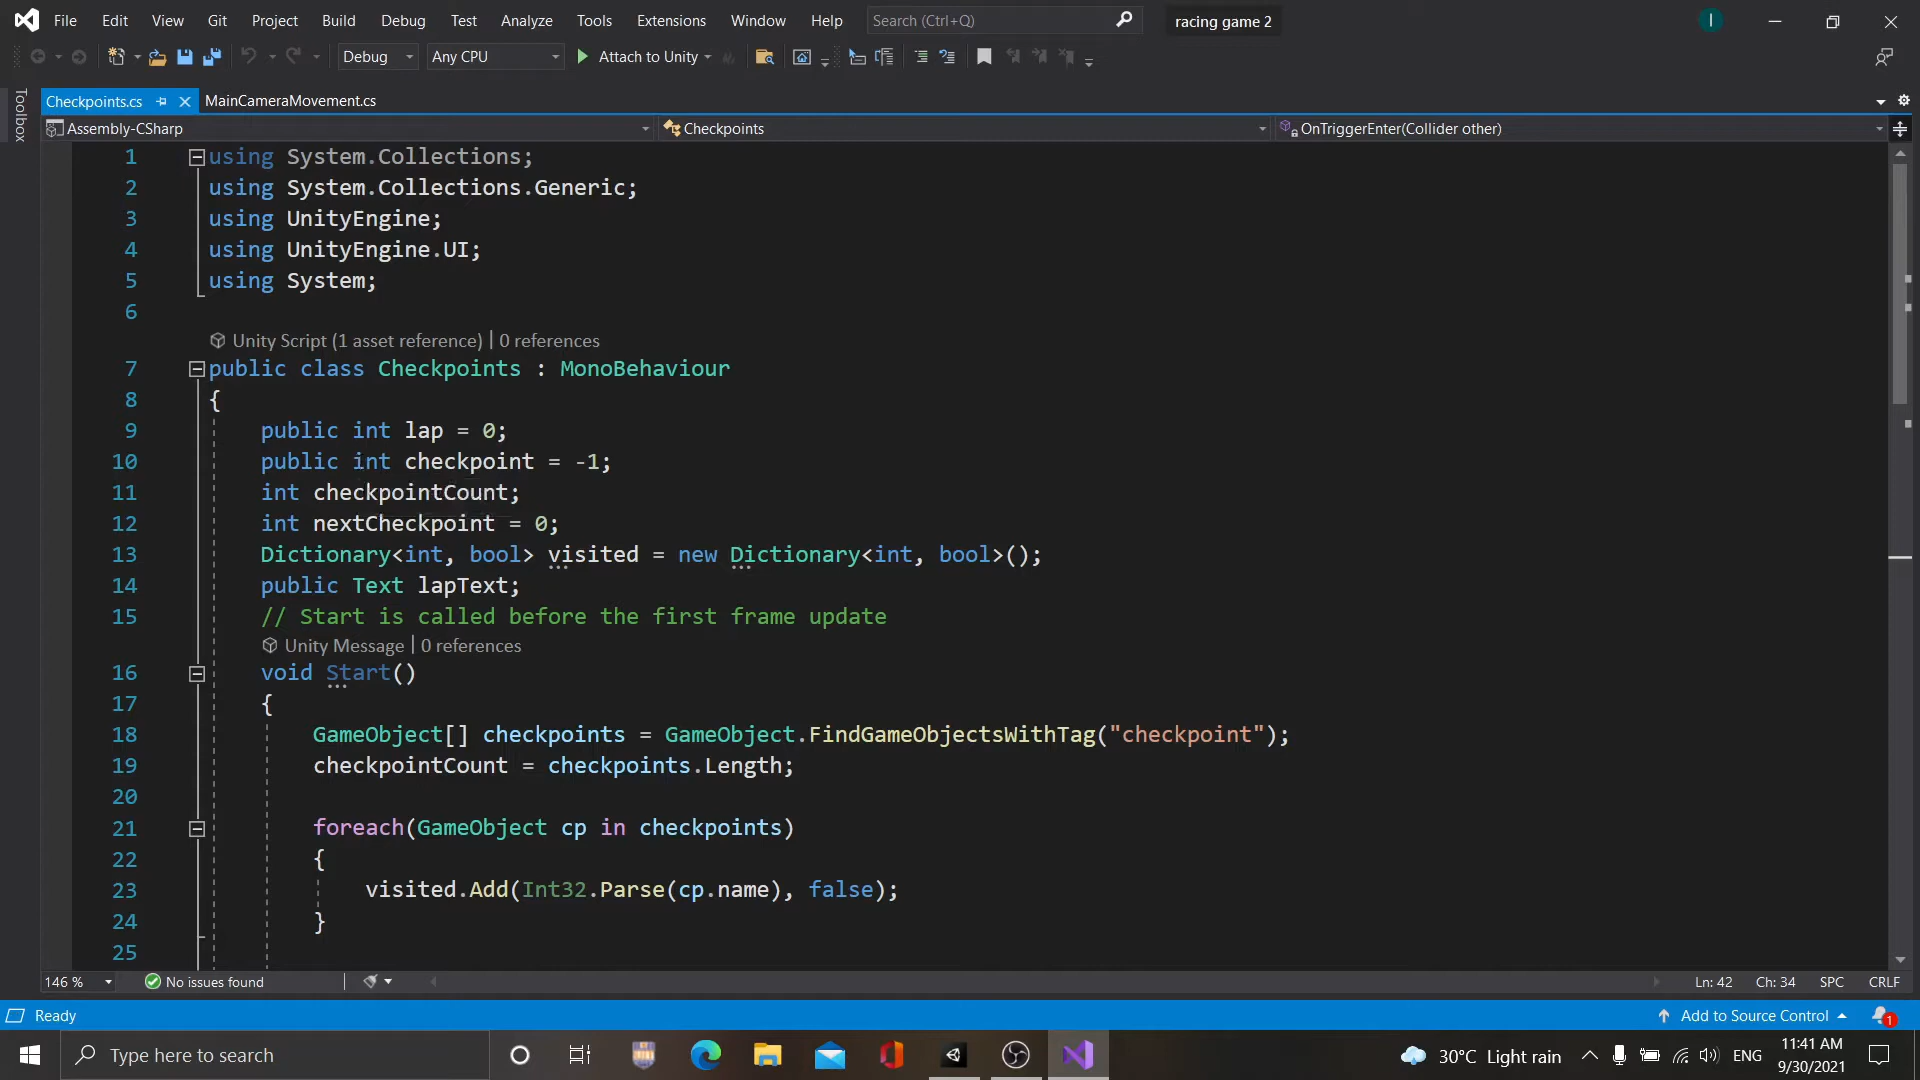 File Edit View Git Project Build Debug Test Analyze Tools Extensions Window Help Search (Ctrl+Q) racing game 2 I
Debug Any CPU Attach to Unity
Toolbox
Checkpoints.cs MainCameraMovement.cs
Assembly-CSharp Checkpoints OnTriggerEnter(Collider other)
1 using System.Collections;
2 using System.Collections.Generic;
3 using UnityEngine;
4 using UnityEngine.UI;
5 using System;
6
Unity Script (1 asset reference) | 0 references
7 public class Checkpoints : MonoBehaviour
8 {
9 public int lap = 0;
10 public int checkpoint = -1;
11 int checkpointCount;
12 int nextCheckpoint = 0;
13 Dictionary<int, bool> visited = new Dictionary<int, bool>();
14 public Text lapText;
15 // Start is called before the first frame update
Unity Message | 0 references
16 void Start()
17 {
18 GameObject[] checkpoints = GameObject.FindGameObjectsWithTag("checkpoint");
19 checkpointCount = checkpoints.Length;
20
21 foreach(GameObject cp in checkpoints)
22 {
23 visited.Add(Int32.Parse(cp.name), false);
24 }
25
146 % No issues found Ln: 42 Ch: 34 SPC CRLF
Ready Add to Source Control 1
Type here to search 30°C Light rain ENG 11:41 AM
9/30/2021